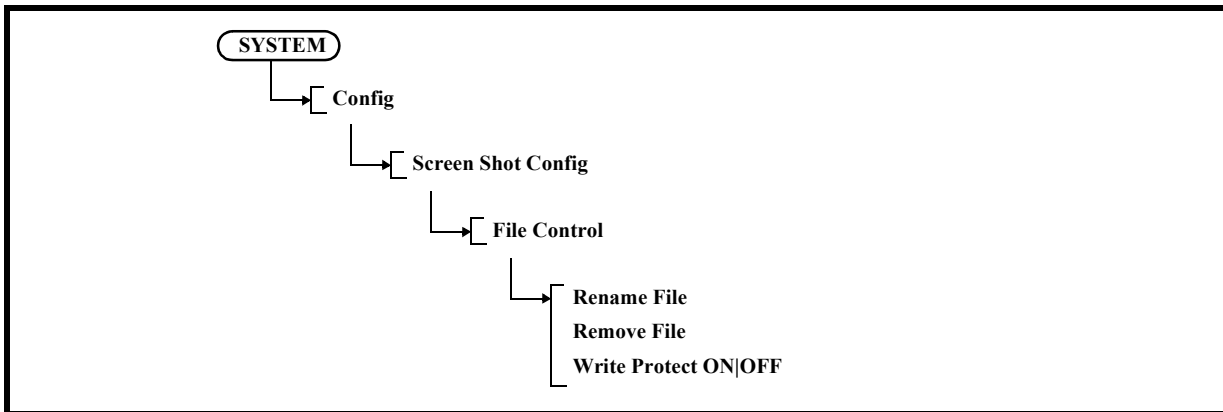 SYSTEM
Config
Screen Shot Config
File Control
Rename File
Remove File
Write Protect ON|OFF